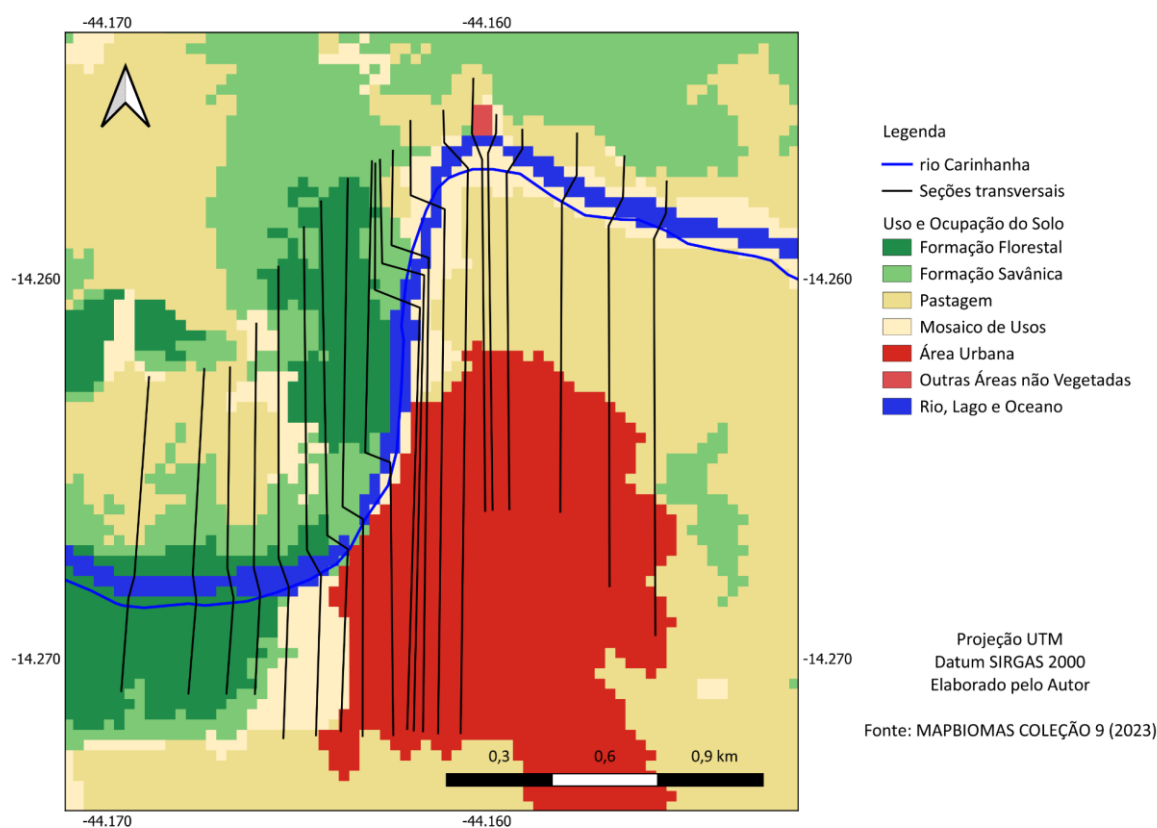 -44.170
-44.160
Legenda
rio Carinhanha
Seções transversais
Uso e Ocupação do Solo
Formação Florestal
Formação Savânica
Pastagem
Mosaico de Usos
Área Urbana
Outras Áreas não Vegetadas
Rio, Lago e Oceano
-14.260
-14.260
-14.270
-14.270
Projeção UTM
Datum SIRGAS 2000
Elaborado pelo Autor
Fonte: MAPBIOMAS COLEÇÃO 9 (2023)
0,3
0,6
0,9 km
-44.170
-44.160